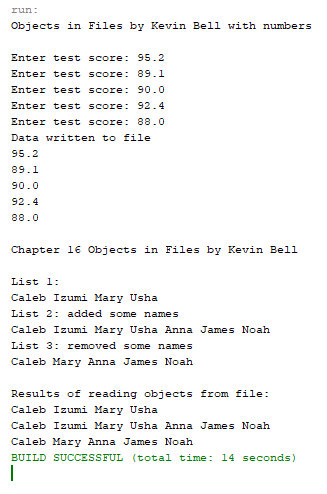 run:
Objects in Files by Kevin Bell with numbers
Enter test score: 95.2
Enter test score: 89.1
Enter test score: 90.0
Enter test score: 92.4
Enter test score: 88.0
Data written to file
95.2
89.1
90.0
92.4
88.0
Chapter 16 Objects in Files by Kevin Bell
List 1:
Caleb Izumi Mary Usha
List 2: added some names
Caleb Izumi Mary Usha Anna James Noah
List 3: removed some names
Caleb Mary Anna James Noah
Results of reading objects from file:
Caleb Izumi Mary Usha
Caleb Izumi Mary Usha Anna James Noah
Caleb Mary Anna James Noah
BUILD SUCCESSFUL (total time: 14 seconds)